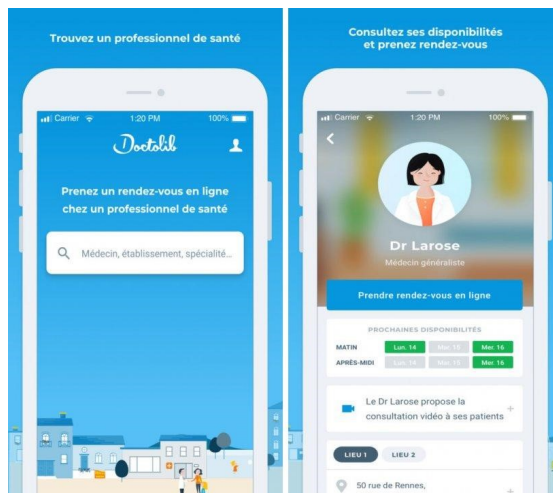 Trouvez un professionnel de santé
Carrier 1:20 PM 100%
Doctolib
Prenez un rendez-vous en ligne
chez un professionnel de santé
Médecin, établissement, spécialité...
Consultez ses disponibilités
et prenez rendez-vous
Carrier 1:20 PM 100%
Dr Larose
Médecin généraliste
Prendre rendez-vous en ligne
PROCHAINES DISPONIBILITÉS
MATIN Lun. 14 Mar. 15 Mer. 16
APRÈS-MIDI Lun. 14 Mar. 15 Mer. 16
Le Dr Larose propose la
consultation vidéo à ses patients
LIEU 1 LIEU 2
50 rue de Rennes,